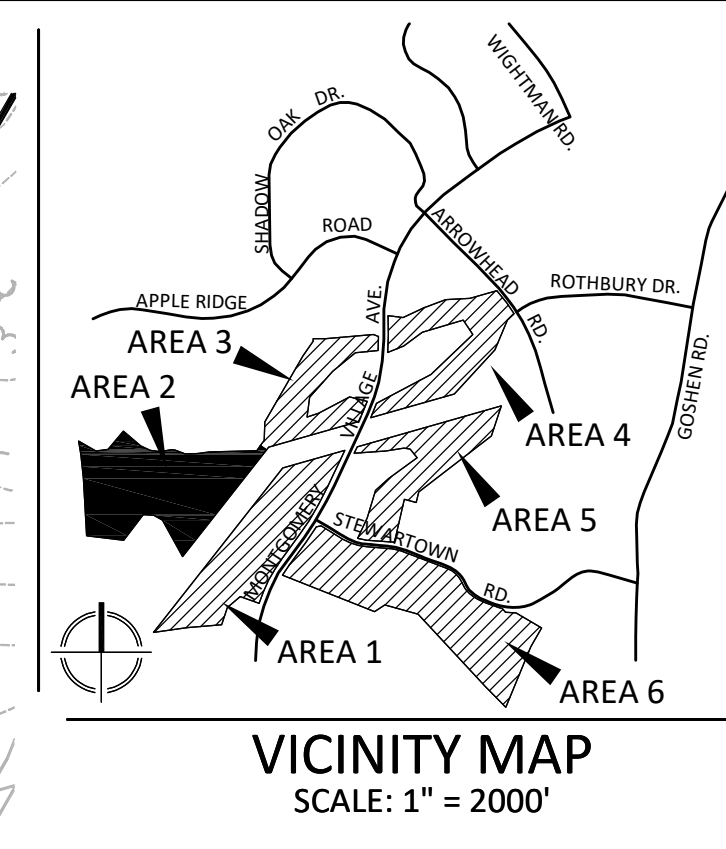 WIGHTMAN RD.
OAK DR.
SHADOW
ROAD
ARROWHEAD
RD.
ROTHBURY DR.
APPLE RIDGE
AVE.
AREA 3
AREA 2
GOSHEN RD.
VILLAGE
AREA 4
MONTGOMERY
AREA 5
STEWARTOWN
RD.
AREA 1
AREA 6
VICINITY MAP
SCALE: 1" = 2000'